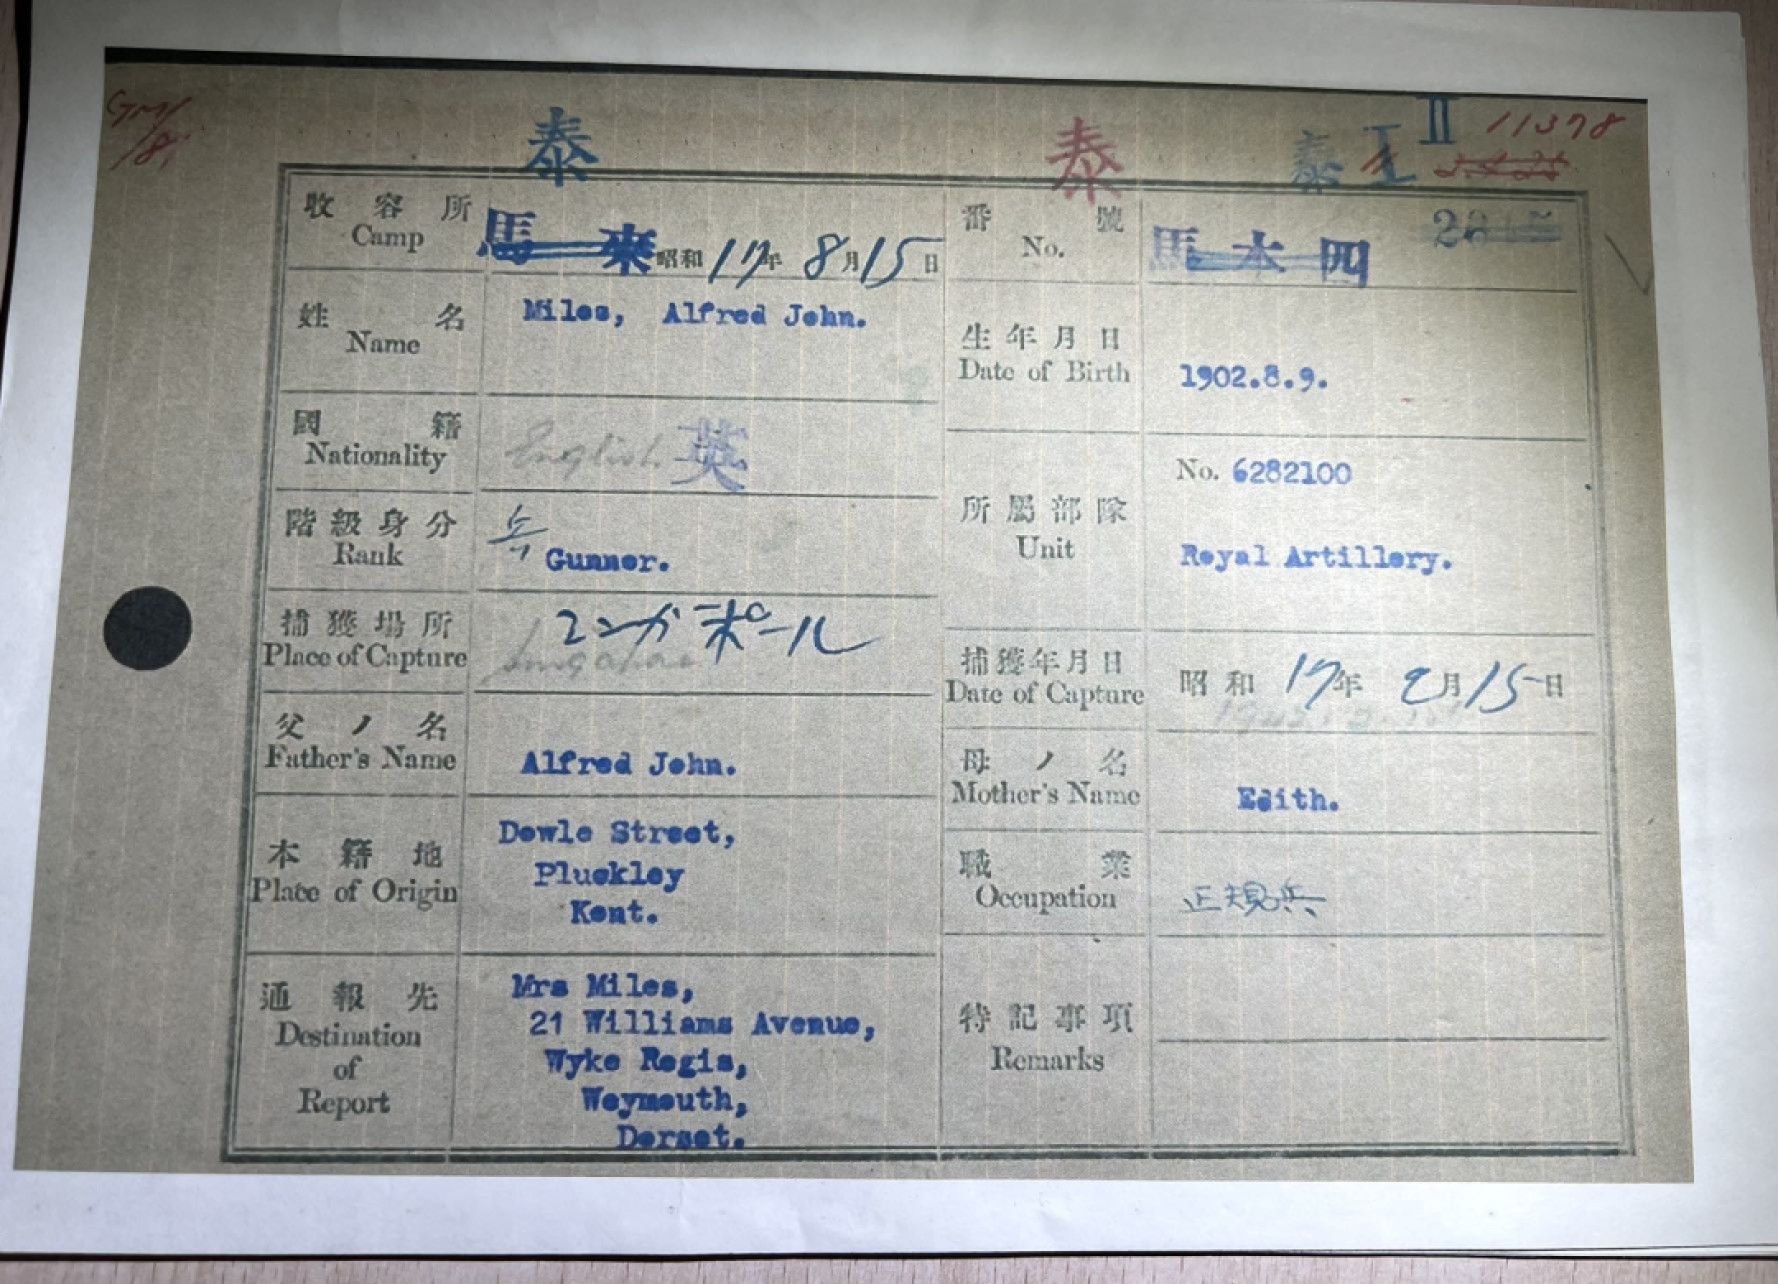 泰 泰 泰 I II 11378
收容所 馬來 昭和17年8月15日
Camp
番號 馬本四
No.
姓名 Miles, Alfred John.
Name
生年月日
Date of Birth 1902.8.9.
國籍 English 英
Nationality
階級身分 兵
Rank Gunner.
所屬部隊 No. 6282100
Unit Royal Artillery.
捕獲場所 シンガポール
Place of Capture
捕獲年月日 昭和17年2月15日
Date of Capture
父ノ名
Father's Name Alfred John.
母ノ名
Mother's Name Edith.
本籍地 Dowle Street,
Place of Origin Pluckley
Kent.
職業
Occupation 正規兵
通報先 Mrs Miles,
Destination 21 Williams Avenue,
of Wyke Regis,
Report Weymouth,
Dorset.
特記事項
Remarks